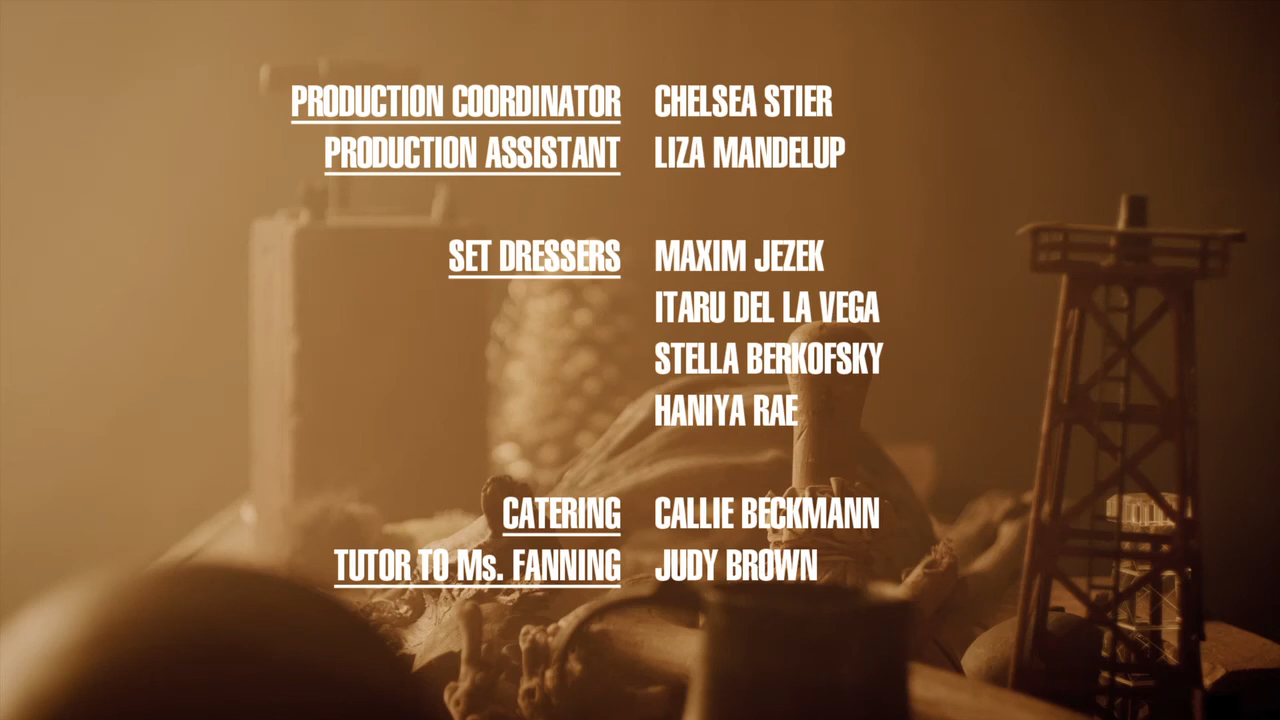 PRODUCTION COORDINATOR CHELSEA STIER
PRODUCTION ASSISTANT LIZA MANDELUP
SET DRESSERS MAXIM JEZEK
ITARU DEL LA VEGA
STELLA BERKOFSKY
HANIYA RAE
CATERING CALLIE BECKMANN
TUTOR TO Ms. FANNING JUDY BROWN